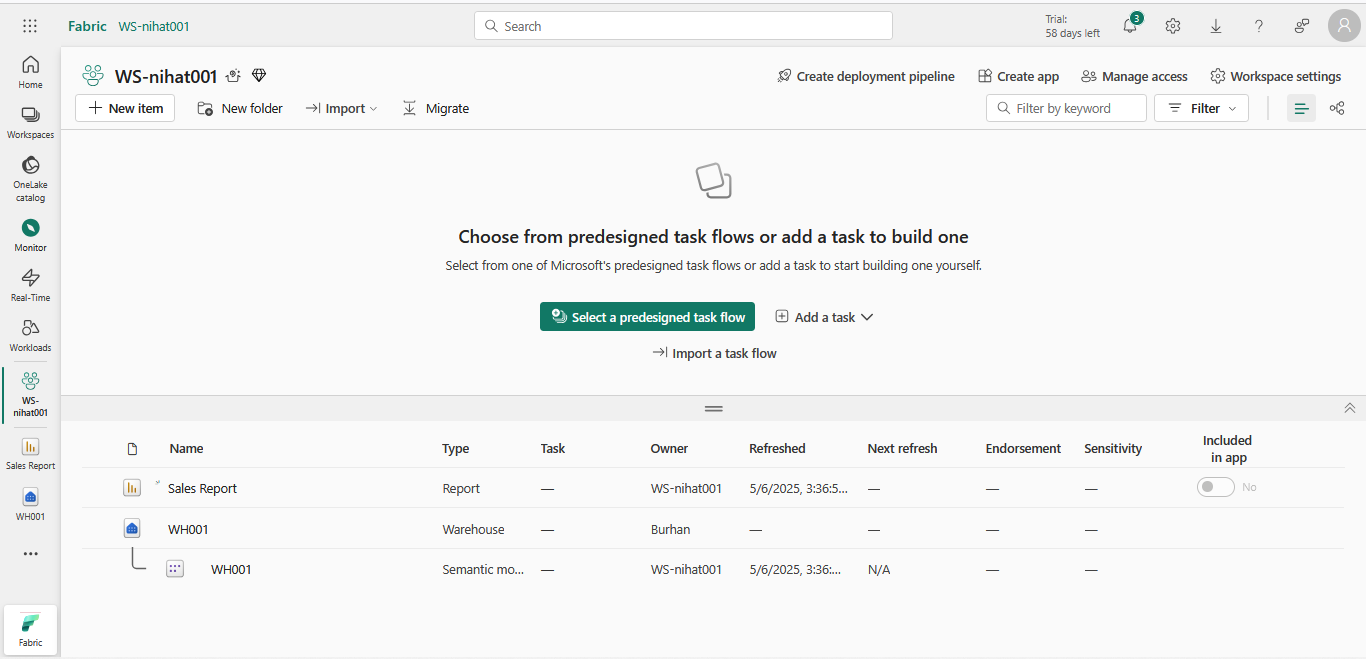 Fabric WS-nihat001
Search
Trial:
58 days left
3
Home
Workspaces
OneLake
catalog
Monitor
Real-Time
Workloads
WS-
nihat001
Sales Report
WH001
Fabric
WS-nihat001
Create deployment pipeline Create app Manage access Workspace settings
New item New folder Import Migrate
Filter by keyword Filter
Choose from predesigned task flows or add a task to build one
Select from one of Microsoft's predesigned task flows or add a task to start building one yourself.
Select a predesigned task flow Add a task
Import a task flow
Name Type Task Owner Refreshed Next refresh Endorsement Sensitivity Included
in app
Sales Report Report — WS-nihat001 5/6/2025, 3:36:5... — — — No
WH001 Warehouse — Burhan — — — —
WH001 Semantic mo... — WS-nihat001 5/6/2025, 3:36:... N/A — —